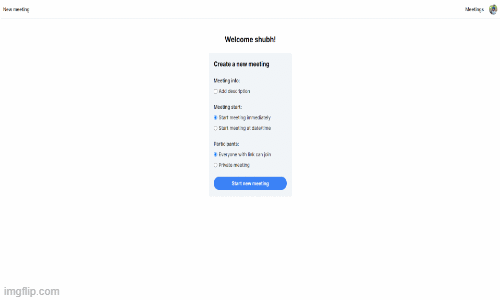 New meeting
Meetings
Welcome shubh!
Create a new meeting
Meeting info:
Add description
Meeting start:
Start meeting immediately
Start meeting at date/time
Participants:
Everyone with link can join
Private meeting
Start new meeting
imgflip.com